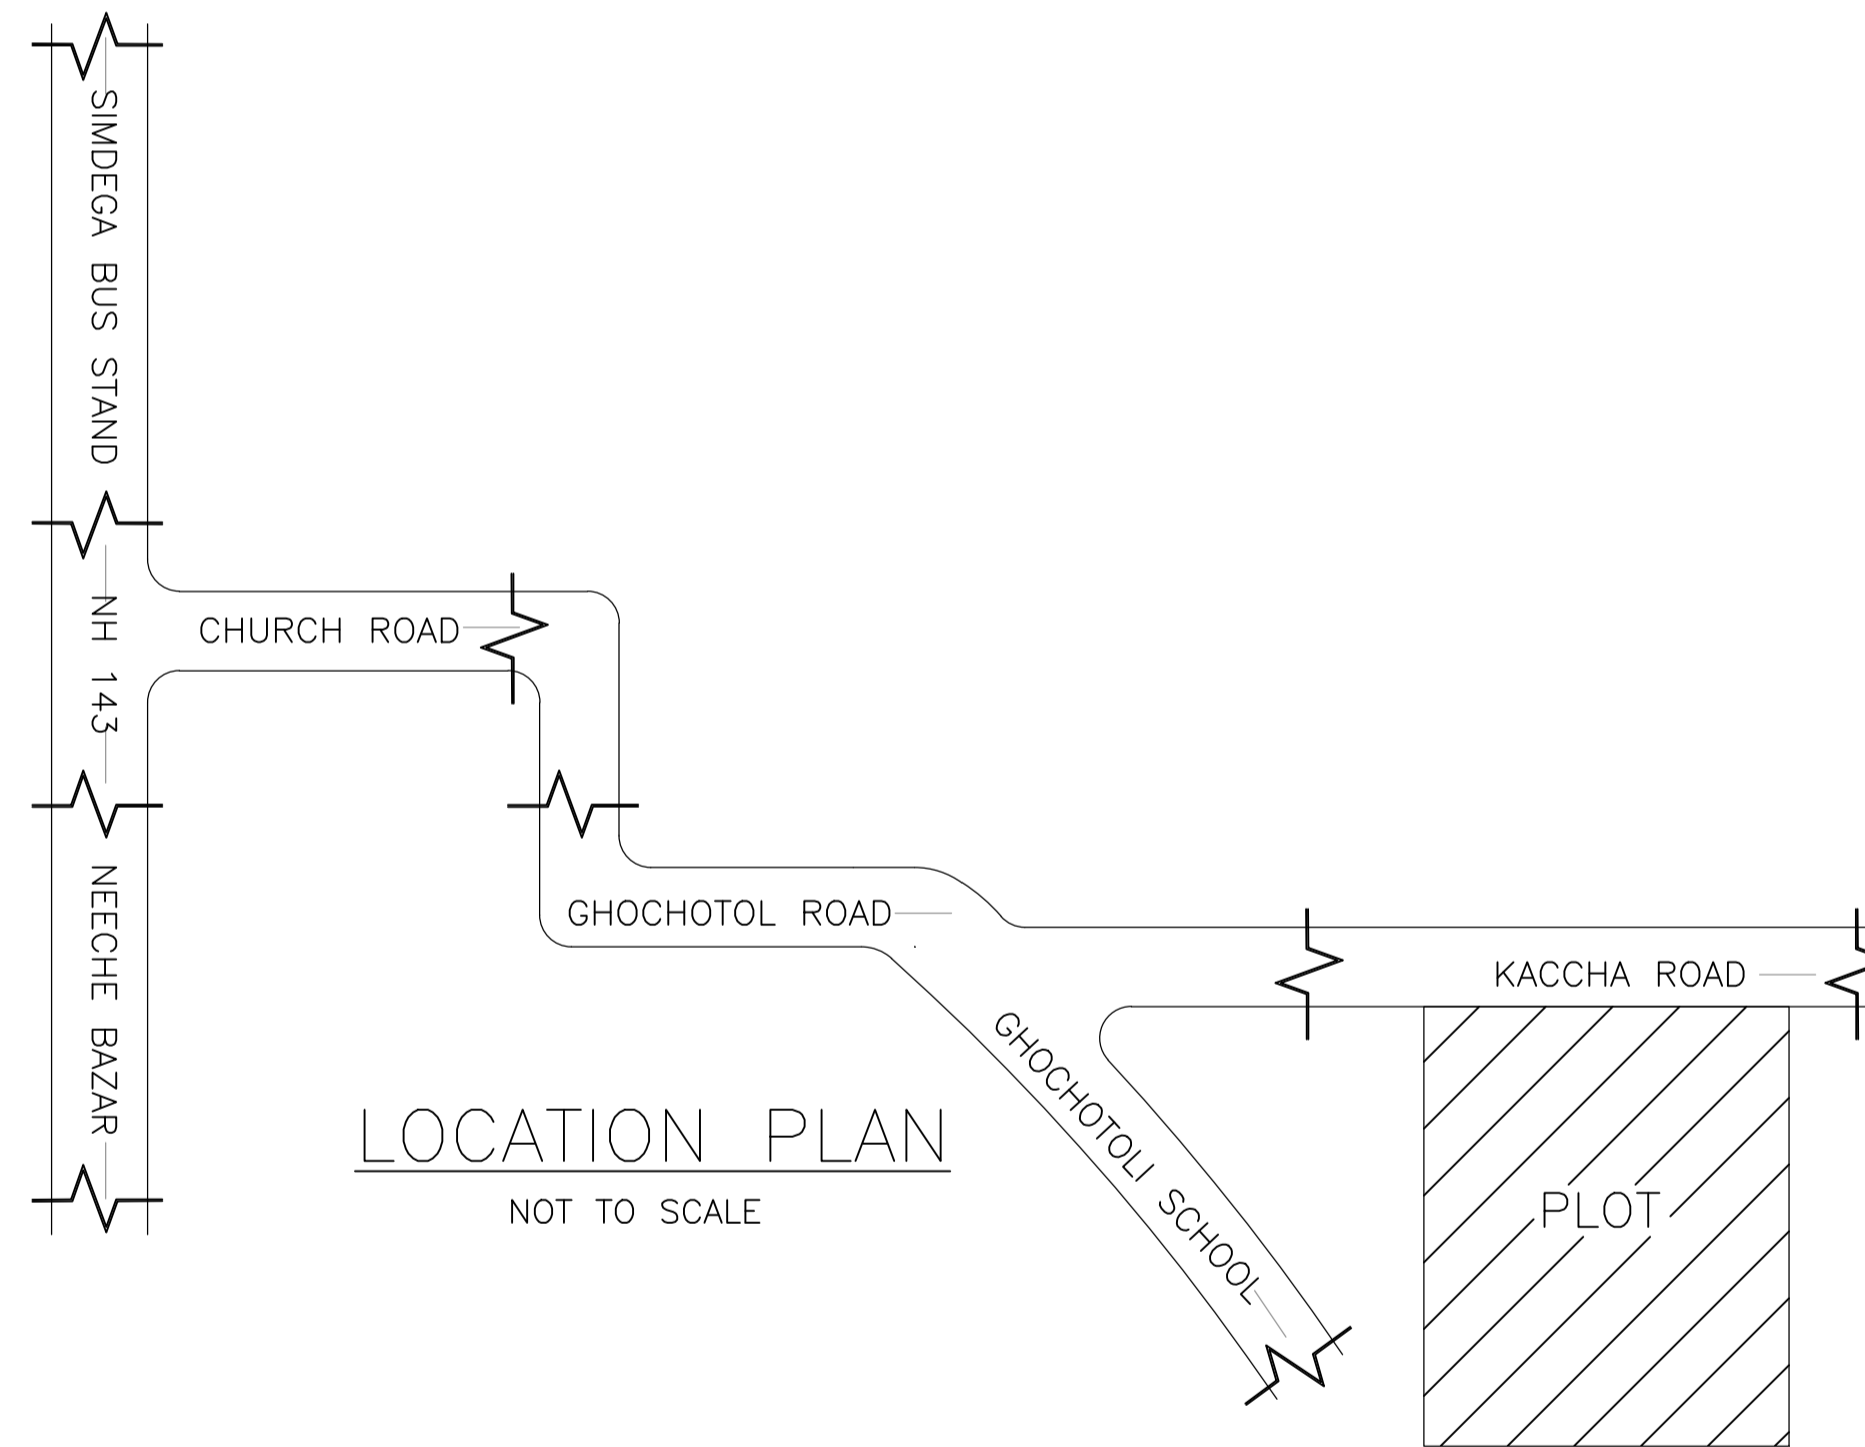 SIMDEGA BUS STAND
NH 143
NEECHE BAZAR
CHURCH ROAD
GHOCHOTOL ROAD
KACCHA ROAD
GHOCHOTOLI SCHOOL
PLOT
LOCATION PLAN
NOT TO SCALE